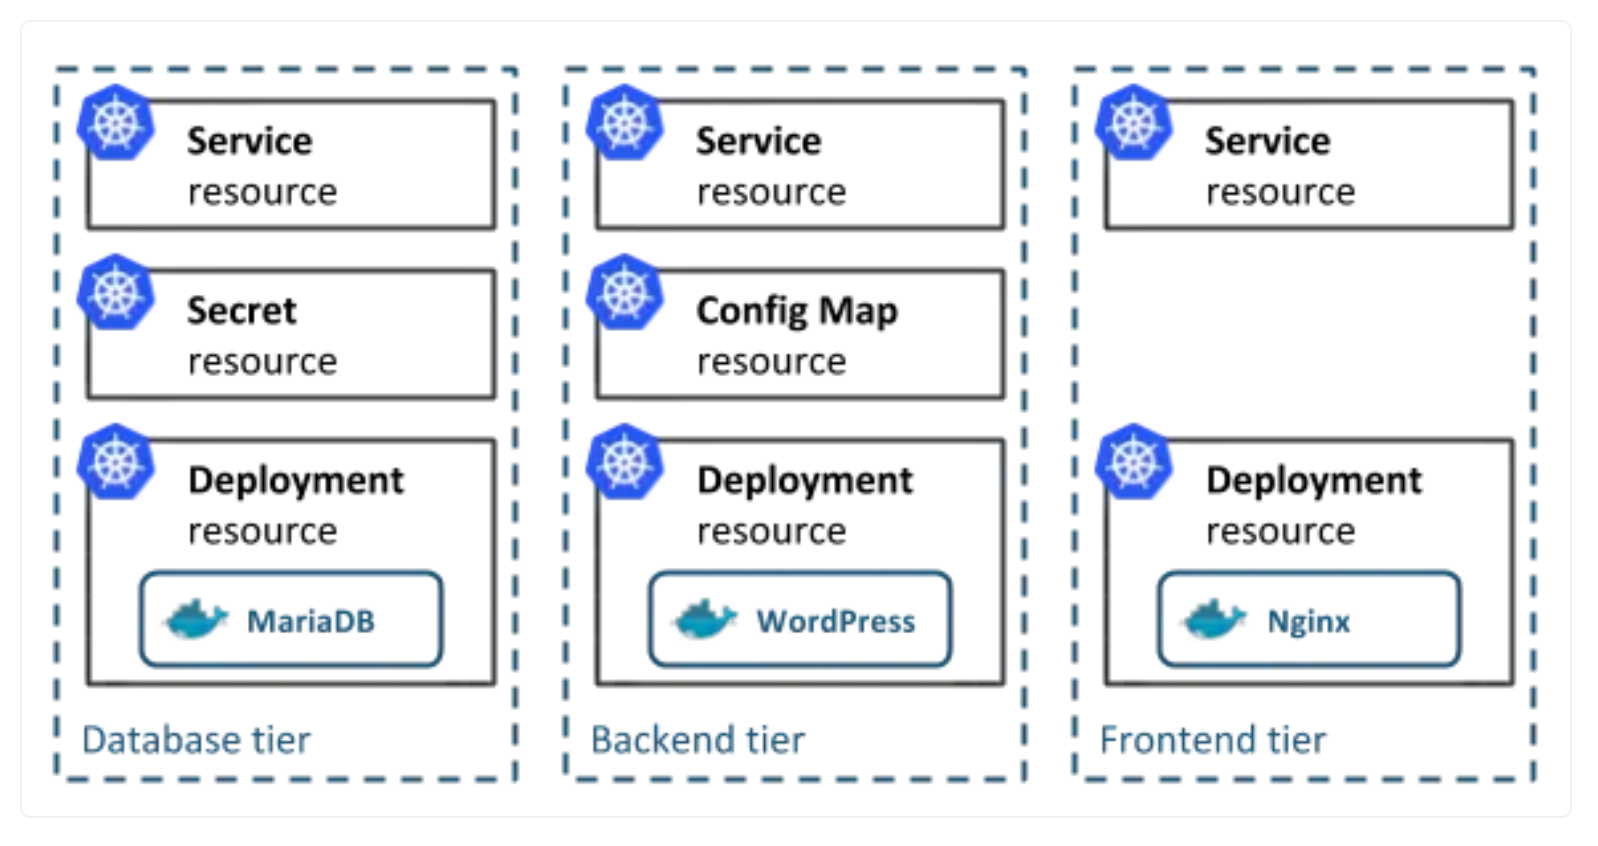 Service
resource
Secret
resource
Deployment
resource
MariaDB
Database tier
Service
resource
Config Map
resource
Deployment
resource
WordPress
Backend tier
Service
resource
Deployment
resource
Nginx
Frontend tier